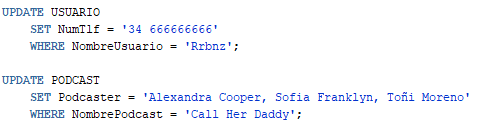 UPDATE USUARIO
SET NumTlf = '34 666666666'
WHERE NombreUsuario = 'Rrbnz';
UPDATE PODCAST
SET Podcaster = 'Alexandra Cooper, Sofia Franklyn, Toñi Moreno'
WHERE NombrePodcast = 'Call Her Daddy';